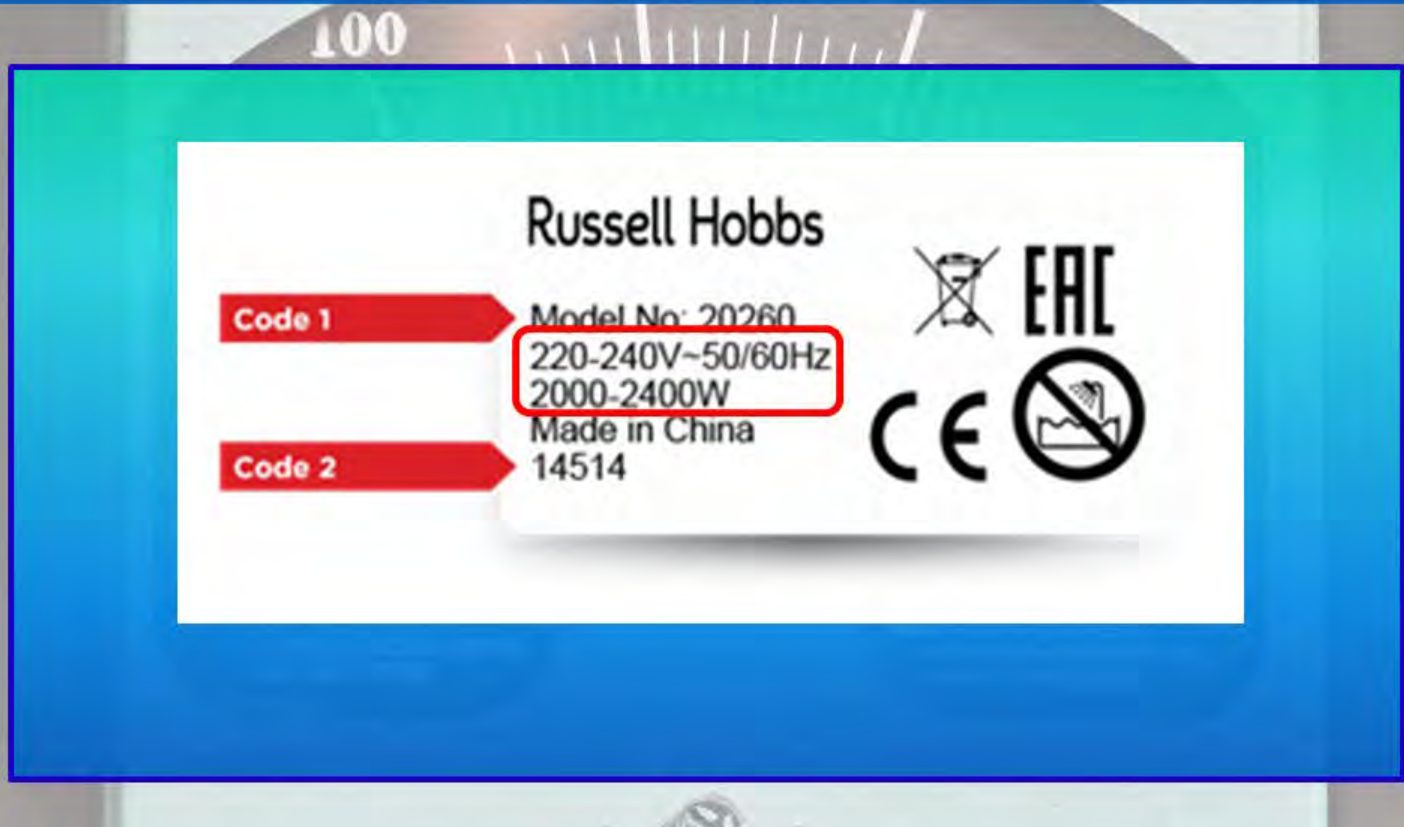 100
Russell Hobbs
Code 1
Model No: 20260
220-240V~50/60Hz
2000-2400W
Made in China
Code 2
14514
EAC
CE